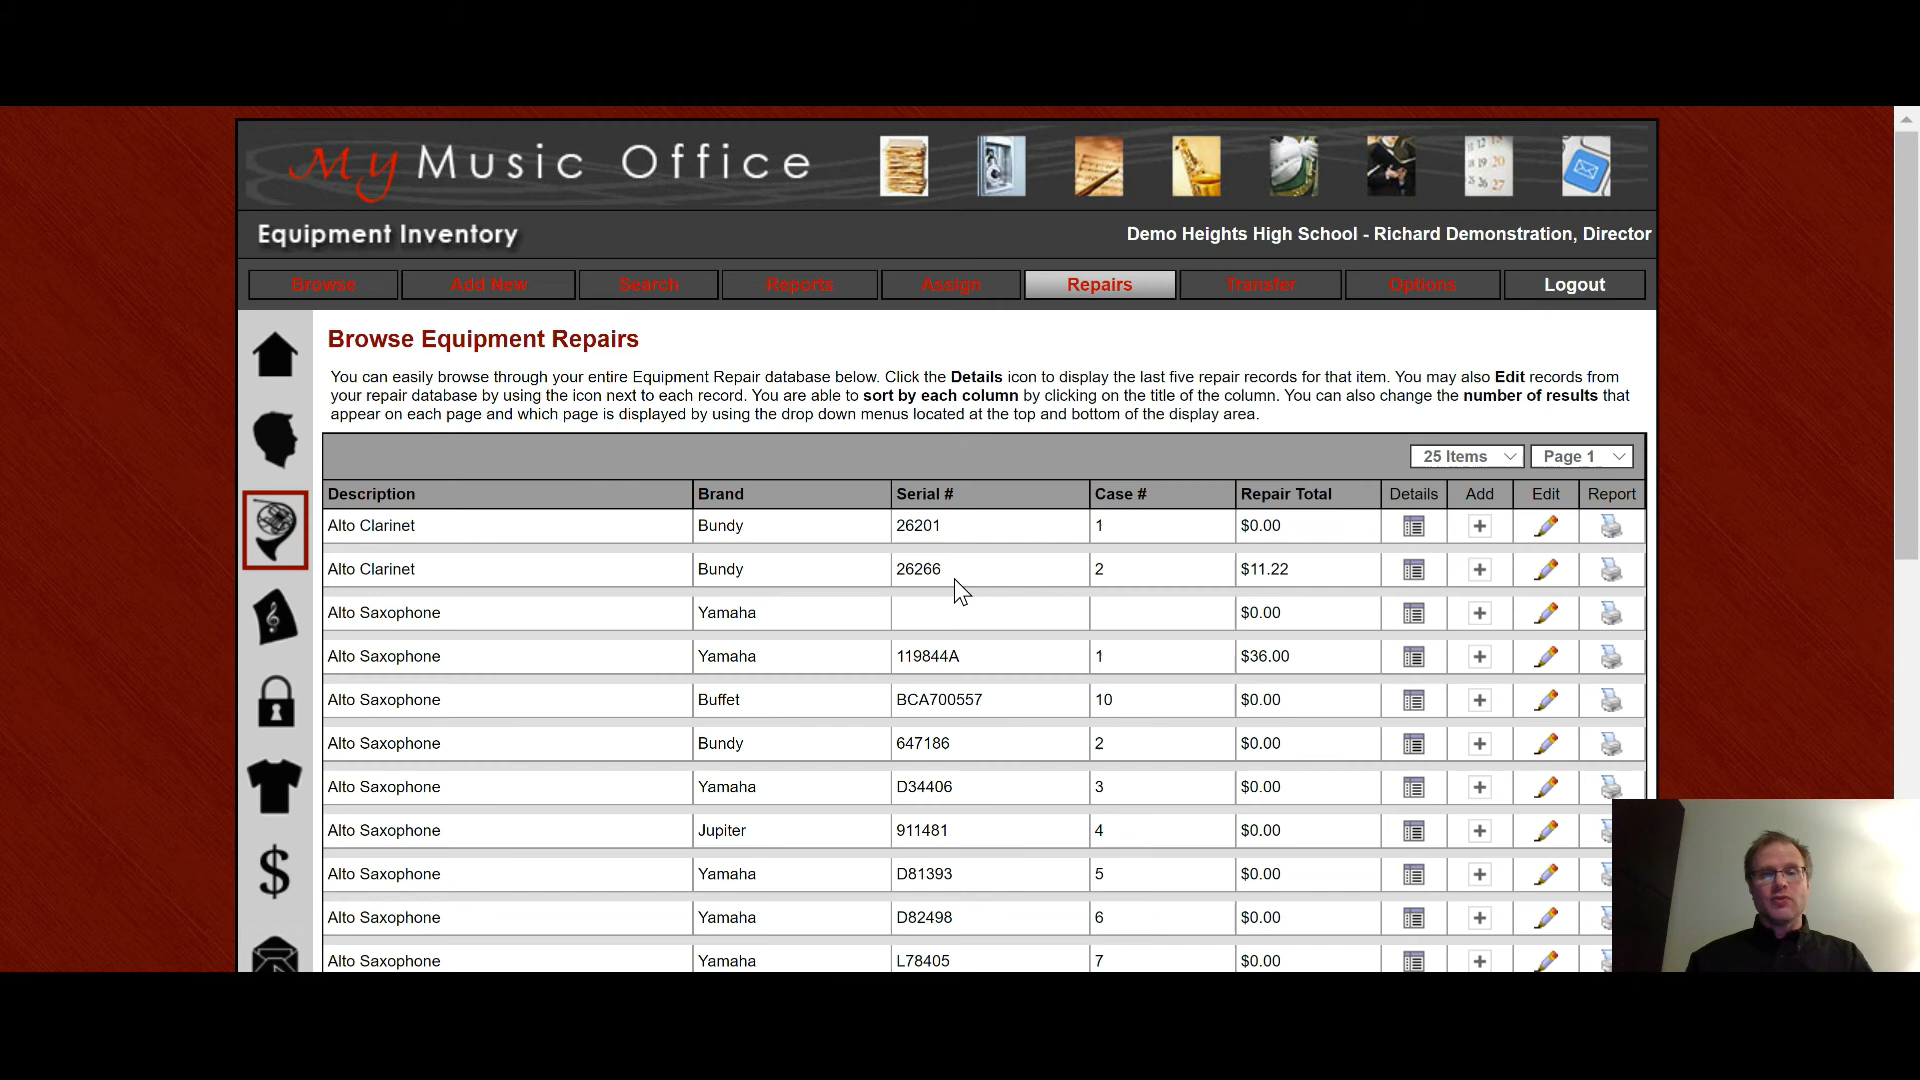 My Music Office
12
18 19 20
25 26 27
Equipment Inventory
Demo Heights High School - Richard Demonstration, Director
Browse Add New Search Reports Assign Repairs Transfer Options Logout
Browse Equipment Repairs
You can easily browse through your entire Equipment Repair database below. Click the Details icon to display the last five repair records for that item. You may also Edit records from
your repair database by using the icon next to each record. You are able to sort by each column by clicking on the title of the column. You can also change the number of results that
appear on each page and which page is displayed by using the drop down menus located at the top and bottom of the display area.
25 Items Page 1
Description Brand Serial # Case # Repair Total Details Add Edit Report
Alto Clarinet Bundy 26201 1 $0.00
Alto Clarinet Bundy 26266 2 $11.22
Alto Saxophone Yamaha $0.00
Alto Saxophone Yamaha 119844A 1 $36.00
Alto Saxophone Buffet BCA700557 10 $0.00
Alto Saxophone Bundy 647186 2 $0.00
Alto Saxophone Yamaha D34406 3 $0.00
Alto Saxophone Jupiter 911481 4 $0.00
Alto Saxophone Yamaha D81393 5 $0.00
Alto Saxophone Yamaha D82498 6 $0.00
Alto Saxophone Yamaha L78405 7 $0.00